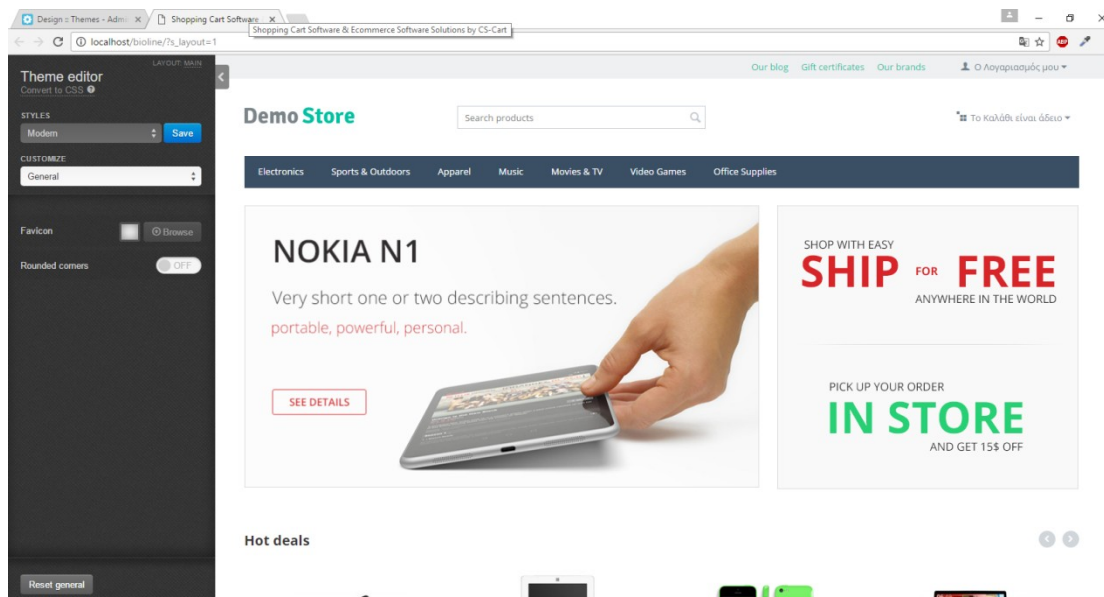 Design :: Themes - Admi
Shopping Cart Software
Shopping Cart Software & Ecommerce Software Solutions by CS-Cart
localhost/bioline/?s_layout=1
ABP
LAYOUT: MAIN
Theme editor
Convert to CSS ?
STYLES
Modern
Save
CUSTOMIZE
General
Favicon
Browse
Rounded corners
OFF
Reset general
Our blog Gift certificates Our brands Ο Λογαριασμός μου
Demo Store
Search products
Το Καλάθι είναι άδειο
Electronics Sports & Outdoors Apparel Music Movies & TV Video Games Office Supplies
NOKIA N1
Very short one or two describing sentences.
portable, powerful, personal.
SEE DETAILS
SHOP WITH EASY
SHIP FOR FREE
ANYWHERE IN THE WORLD
PICK UP YOUR ORDER
IN STORE
AND GET 15$ OFF
Hot deals